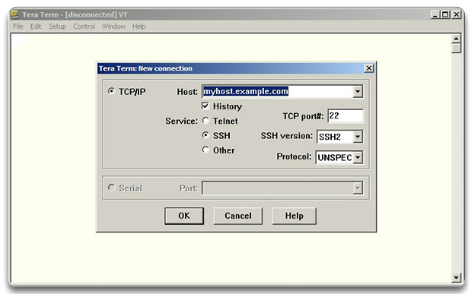 Tera Term - [disconnected] VT
File Edit Setup Control Window Help
Tera Term: New connection
TCP/IP Host: myhost.example.com
History
Service: Telnet TCP port#: 22
SSH SSH version: SSH2
Other Protocol: UNSPEC
Serial Port:
OK Cancel Help